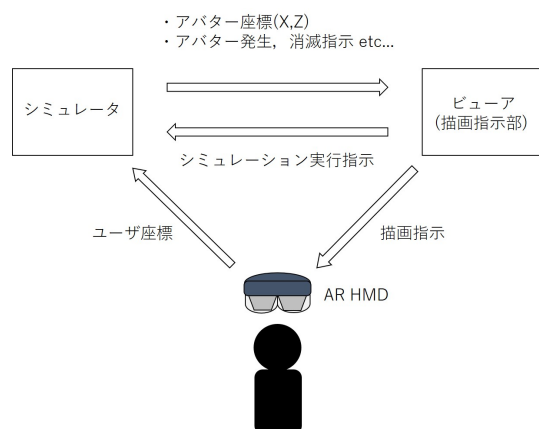 ・アバター座標(X,Z)
・アバター発生，消滅指示 etc...
シミュレータ
ビューア
(描画指示部)
シミュレーション実行指示
ユーザ座標
描画指示
AR HMD